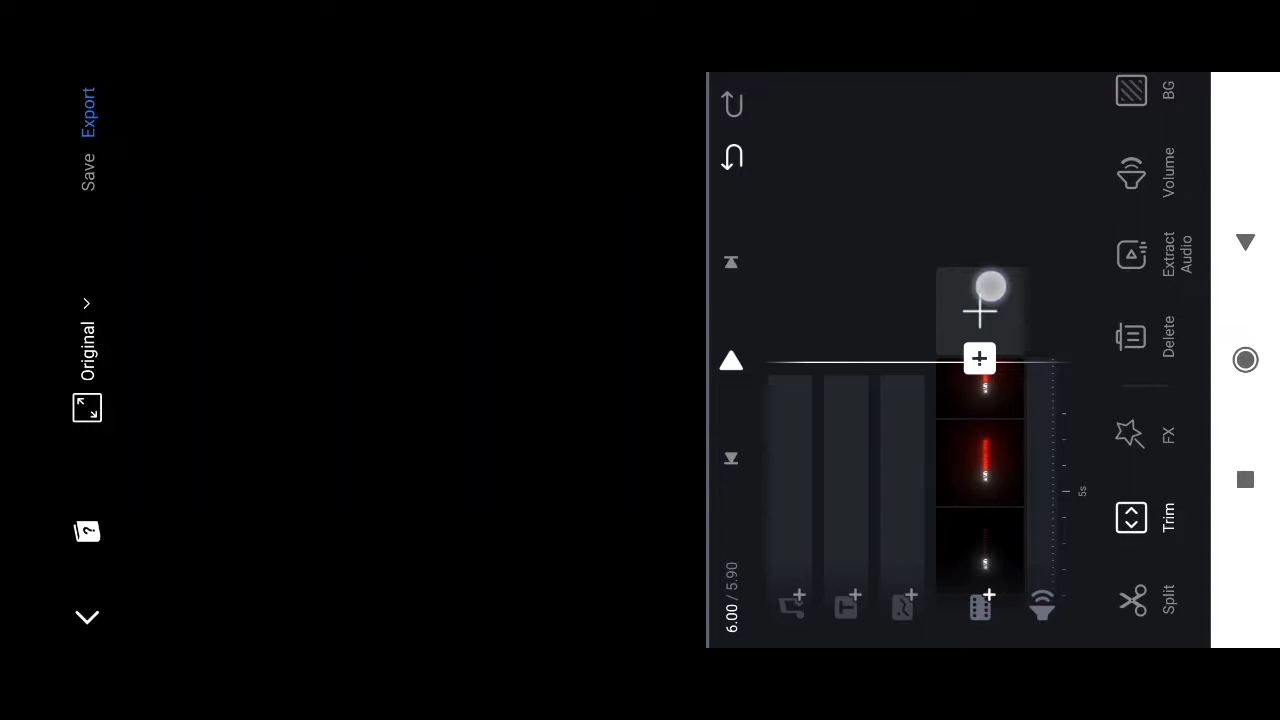 Original
Save
Export
6.00 / 5.90
5s
Split
Trim
FX
Delete
Extract
Audio
Volume
BG